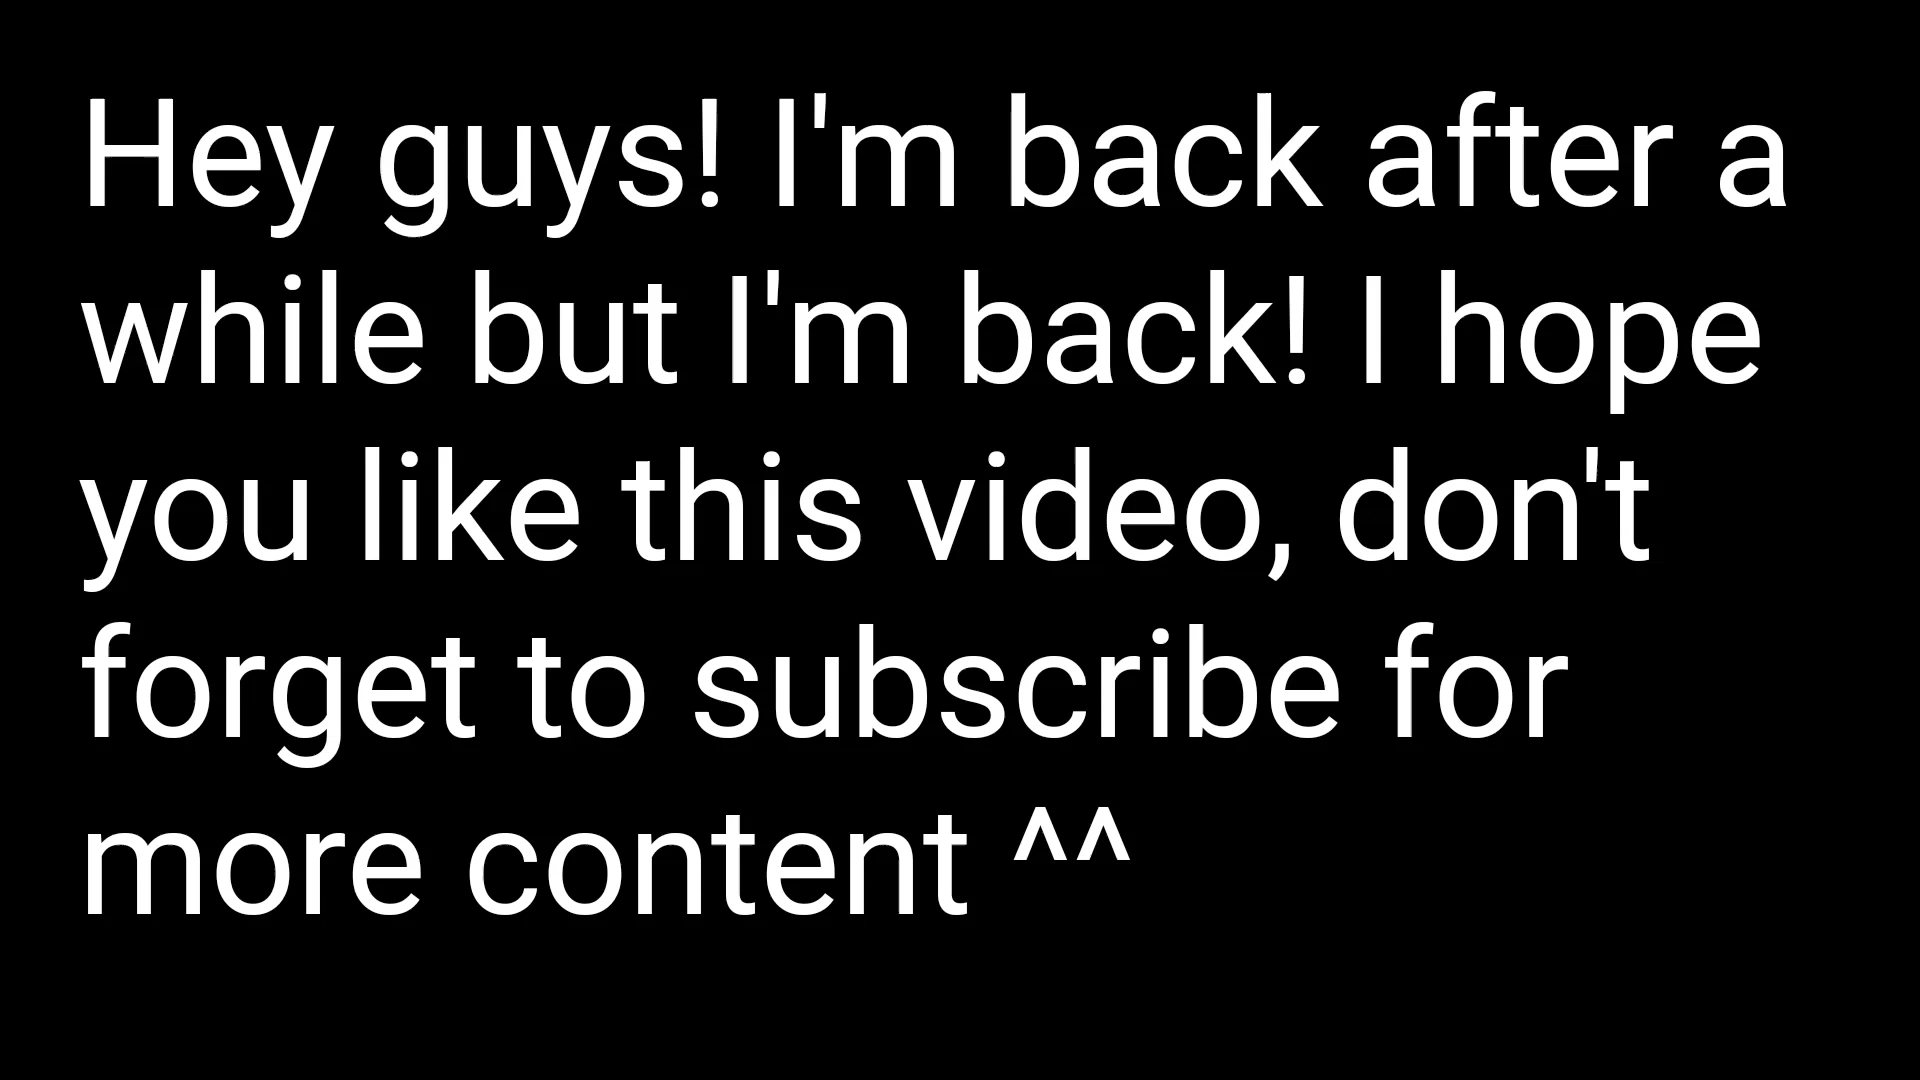 Hey guys! I'm back after a
while but I'm back! I hope
you like this video, don't
forget to subscribe for
more content ^^